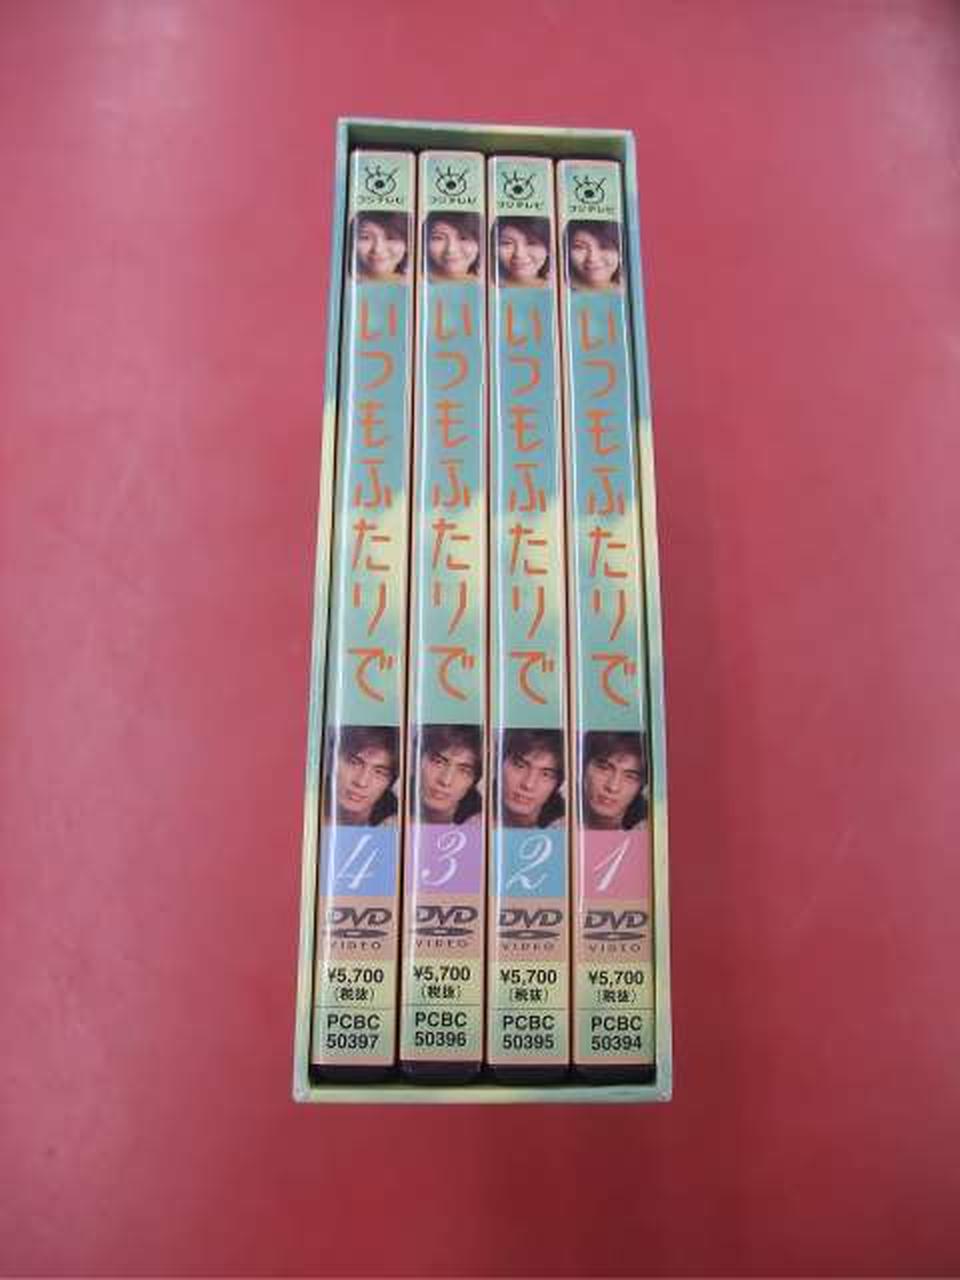 フジテレビ
いつもふたりで
4
DVD
VIDEO
¥5,700
(税抜)
PCBC
50397
フジテレビ
いつもふたりで
3
DVD
VIDEO
¥5,700
(税抜)
PCBC
50396
フジテレビ
いつもふたりで
2
DVD
VIDEO
¥5,700
(税抜)
PCBC
50395
フジテレビ
いつもふたりで
1
DVD
VIDEO
¥5,700
(税抜)
PCBC
50394